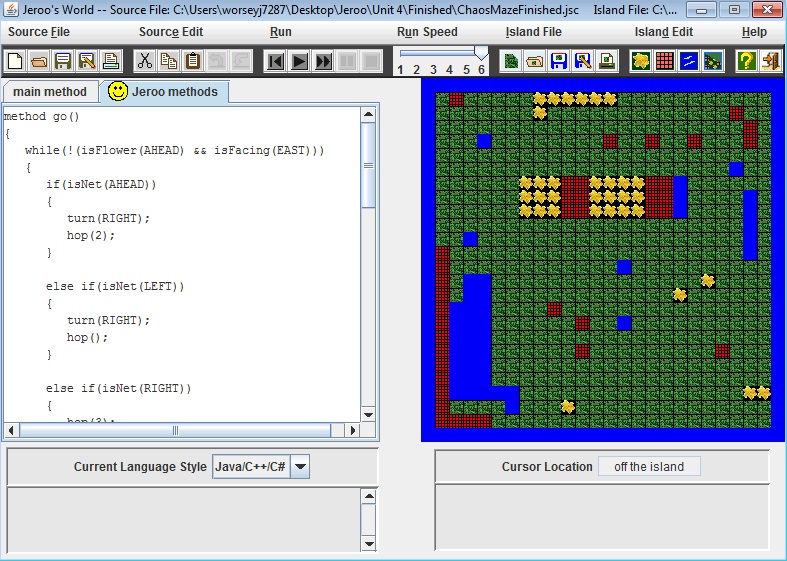 Jeroo's World -- Source File: C:\Users\worseyj7287\Desktop\Jeroo\Unit 4\Finished\ChaosMazeFinished.jsc Island File: C:\...
Source File Source Edit Run Run Speed Island File Island Edit Help
1 2 3 4 5 6
main method Jeroo methods
method go()
{
while(!(isFlower(AHEAD) && isFacing(EAST)))
{
if(isNet(AHEAD))
{
turn(RIGHT);
hop(2);
}
else if(isNet(LEFT))
{
turn(RIGHT);
hop();
}
else if(isNet(RIGHT))
{
hop(3);
Current Language Style Java/C++/C#
Cursor Location off the island